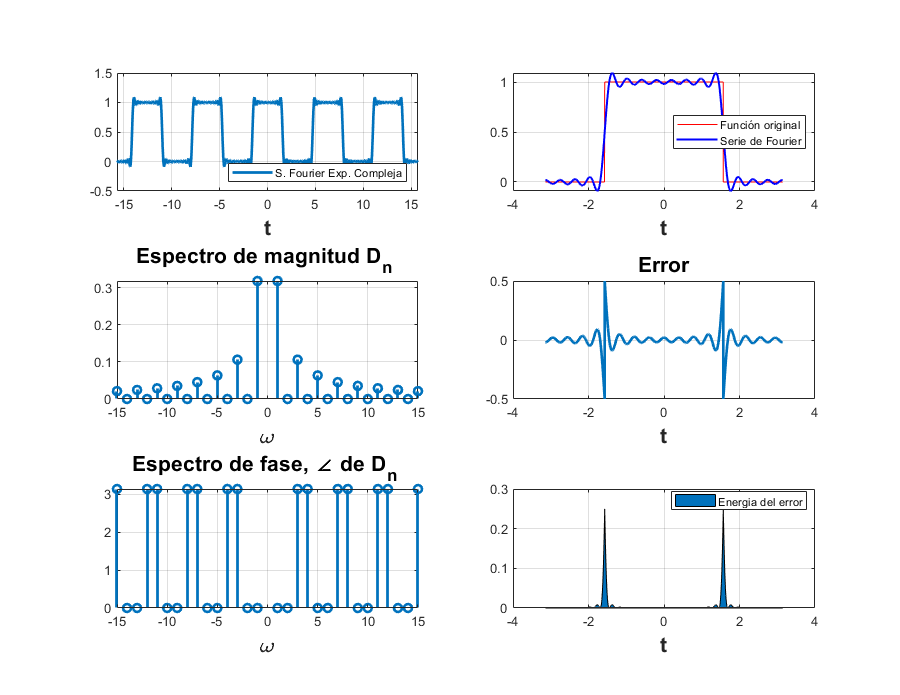 1.5
1
0.5
0
-0.5
-15 -10 -5 0 5 10 15
t
S. Fourier Exp. Compleja
1
0.5
0
-4 -2 0 2 4
t
Función original
Serie de Fourier
Espectro de magnitud Dn
0.3
0.2
0.1
0
-15 -10 -5 0 5 10 15
ω
Error
0.5
0
-0.5
-4 -2 0 2 4
t
Espectro de fase, ∠ de Dn
3
2
1
0
-15 -10 -5 0 5 10 15
ω
0.3
0.2
0.1
0
-4 -2 0 2 4
t
Energia del error